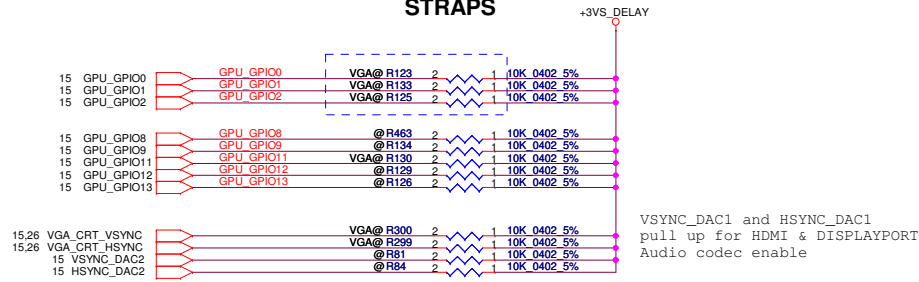 STRAPS
+3VS_DELAY
15 GPU_GPIO0 GPU_GPIO0 VGA@ R123 2 1 10K_0402_5%
15 GPU_GPIO1 GPU_GPIO1 VGA@ R133 2 1 10K_0402_5%
15 GPU_GPIO2 GPU_GPIO2 VGA@ R125 2 1 10K_0402_5%
15 GPU_GPIO8 GPU_GPIO8 @ R463 2 1 10K_0402_5%
15 GPU_GPIO9 GPU_GPIO9 @ R134 2 1 10K_0402_5%
15 GPU_GPIO11 GPU_GPIO11 VGA@ R130 2 1 10K_0402_5%
15 GPU_GPIO12 GPU_GPIO12 @ R129 2 1 10K_0402_5%
15 GPU_GPIO13 GPU_GPIO13 @ R126 2 1 10K_0402_5%
15,26 VGA_CRT_VSYNC VGA@ R300 2 1 10K_0402_5%
15,26 VGA_CRT_HSYNC VGA@ R299 2 1 10K_0402_5%
15 VSYNC_DAC2 @ R81 2 1 10K_0402_5%
15 HSYNC_DAC2 @ R84 2 1 10K_0402_5%
VSYNC_DAC1 and HSYNC_DAC1
pull up for HDMI & DISPLAYPORT
Audio codec enable